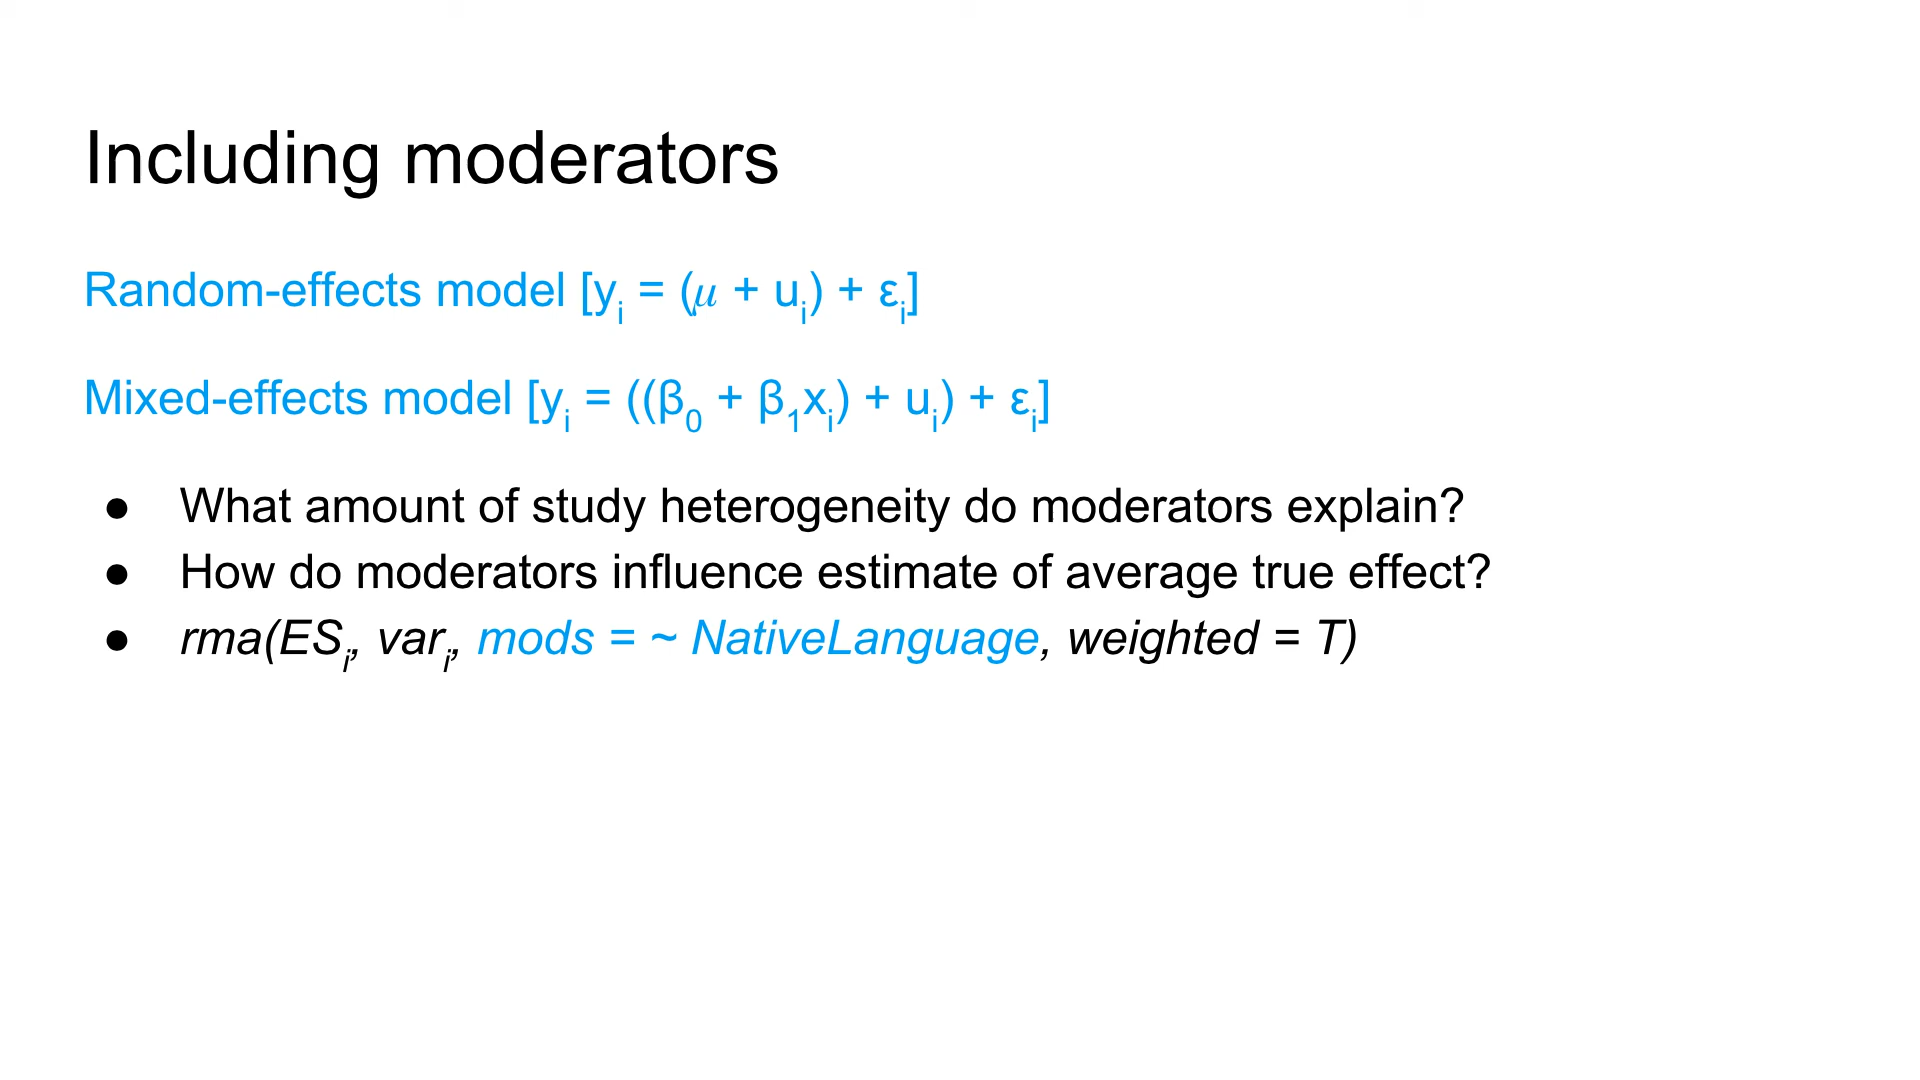 Including moderators
Random-effects model [yᵢ = (𝜇 + uᵢ) + εᵢ]
Mixed-effects model [yᵢ = ((β₀ + β₁xᵢ) + uᵢ) + εᵢ]
● What amount of study heterogeneity do moderators explain?
● How do moderators influence estimate of average true effect?
● rma(ESᵢ, varᵢ, mods = ~ NativeLanguage, weighted = T)